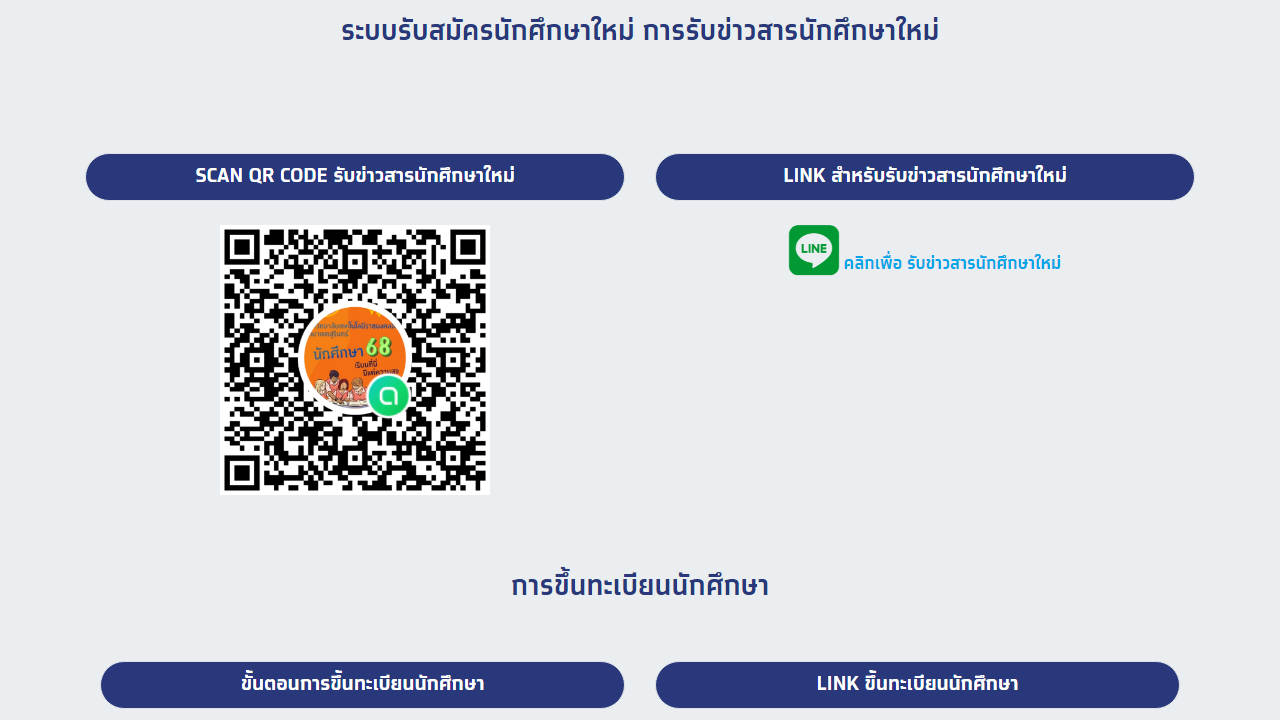 ระบบรับสมัครนักศึกษาใหม่ การรับข่าวสารนักศึกษาใหม่
SCAN QR CODE รับข่าวสารนักศึกษาใหม่
LINK สำหรับรับข่าวสารนักศึกษาใหม่
LINE
คลิกเพื่อ รับข่าวสารนักศึกษาใหม่
นักศึกษา 68
เรียนที่นี่
การขึ้นทะเบียนนักศึกษา
ขั้นตอนการขึ้นทะเบียนนักศึกษา
LINK ขึ้นทะเบียนนักศึกษา